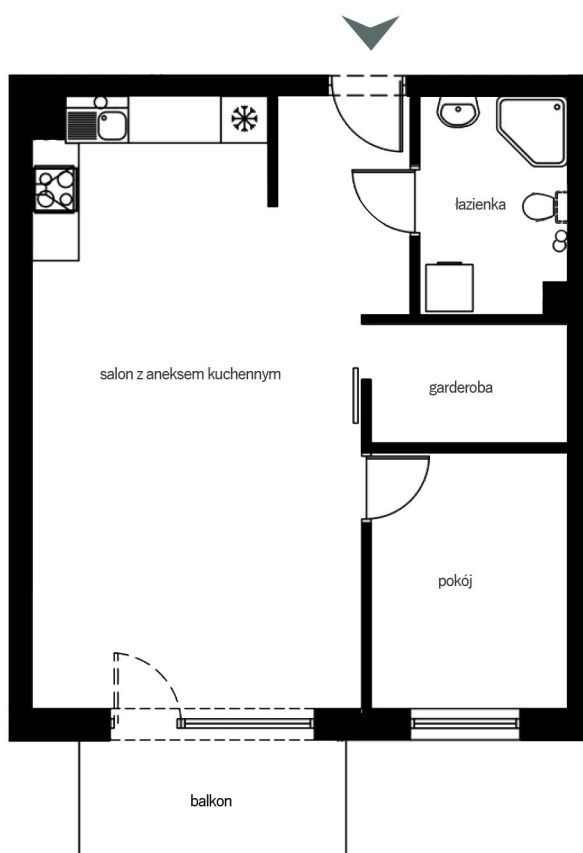 łazienka
salon z aneksem kuchennym
garderoba
pokój
balkon